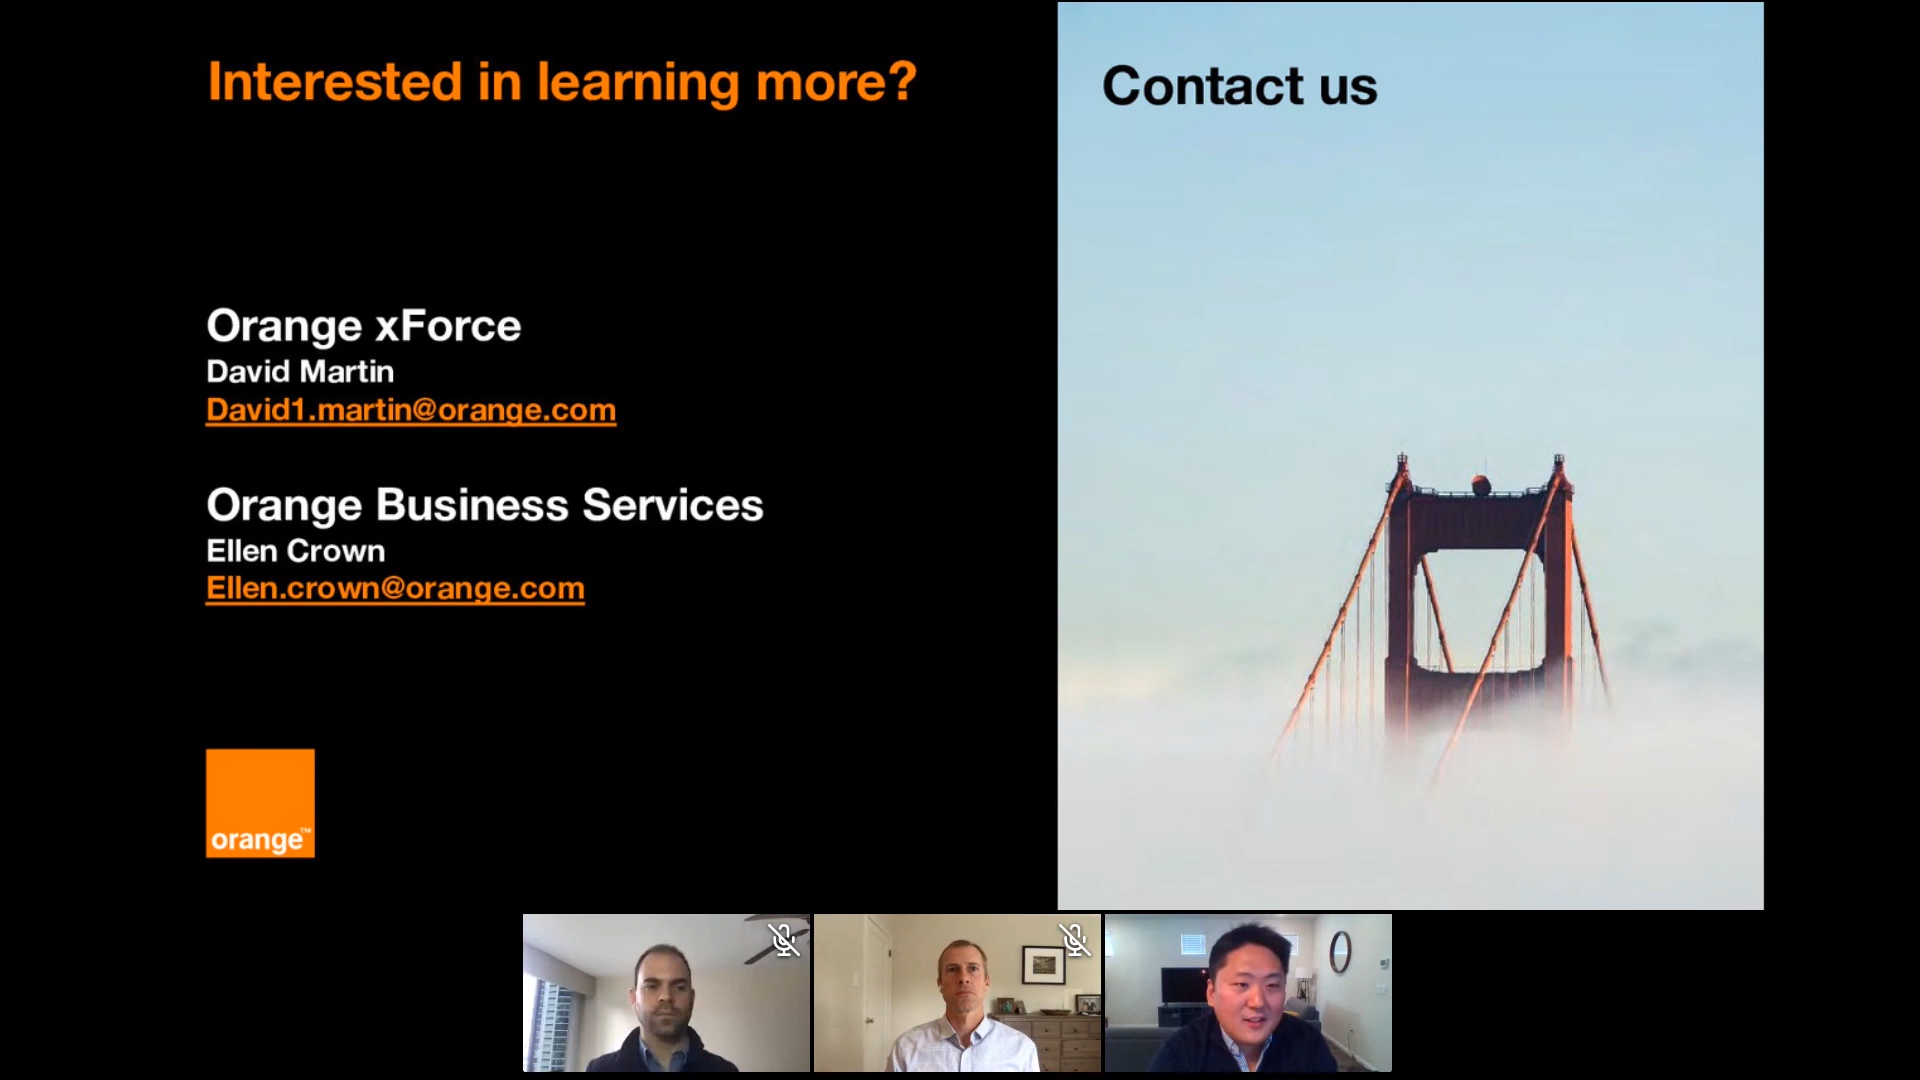 Interested in learning more?
Contact us
Orange xForce
David Martin
David1.martin@orange.com
Orange Business Services
Ellen Crown
Ellen.crown@orange.com
orange™